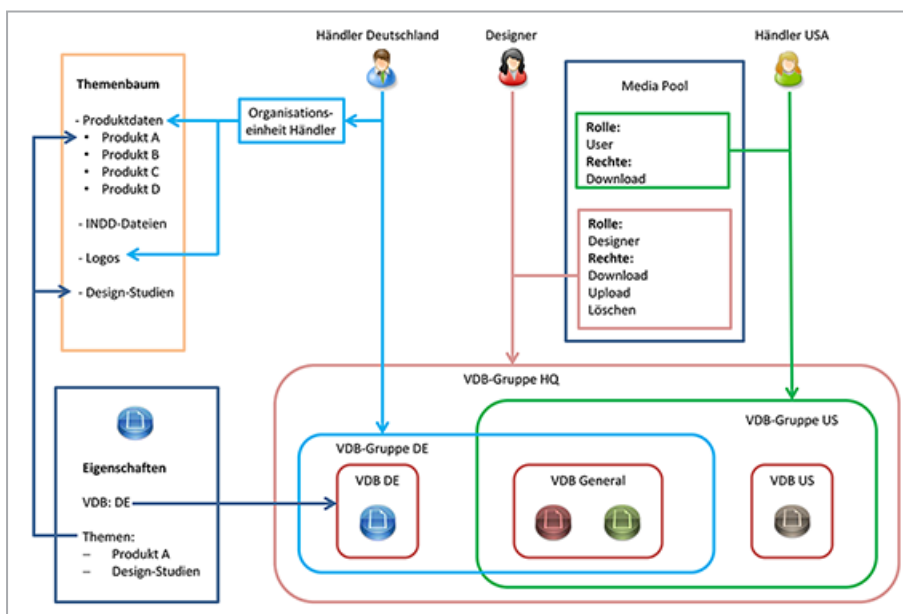 Händler Deutschland
Designer
Händler USA
Themenbaum
- Produktdaten
• Produkt A
• Produkt B
• Produkt C
• Produkt D
- INDD-Dateien
- Logos
- Design-Studien
Organisations-
einheit Händler
Media Pool
Rolle:
User
Rechte:
Download
Rolle:
Designer
Rechte:
Download
Upload
Löschen
VDB-Gruppe HQ
VDB-Gruppe US
VDB-Gruppe DE
VDB DE
VDB General
VDB US
Eigenschaften
VDB: DE
Themen:
– Produkt A
– Design-Studien